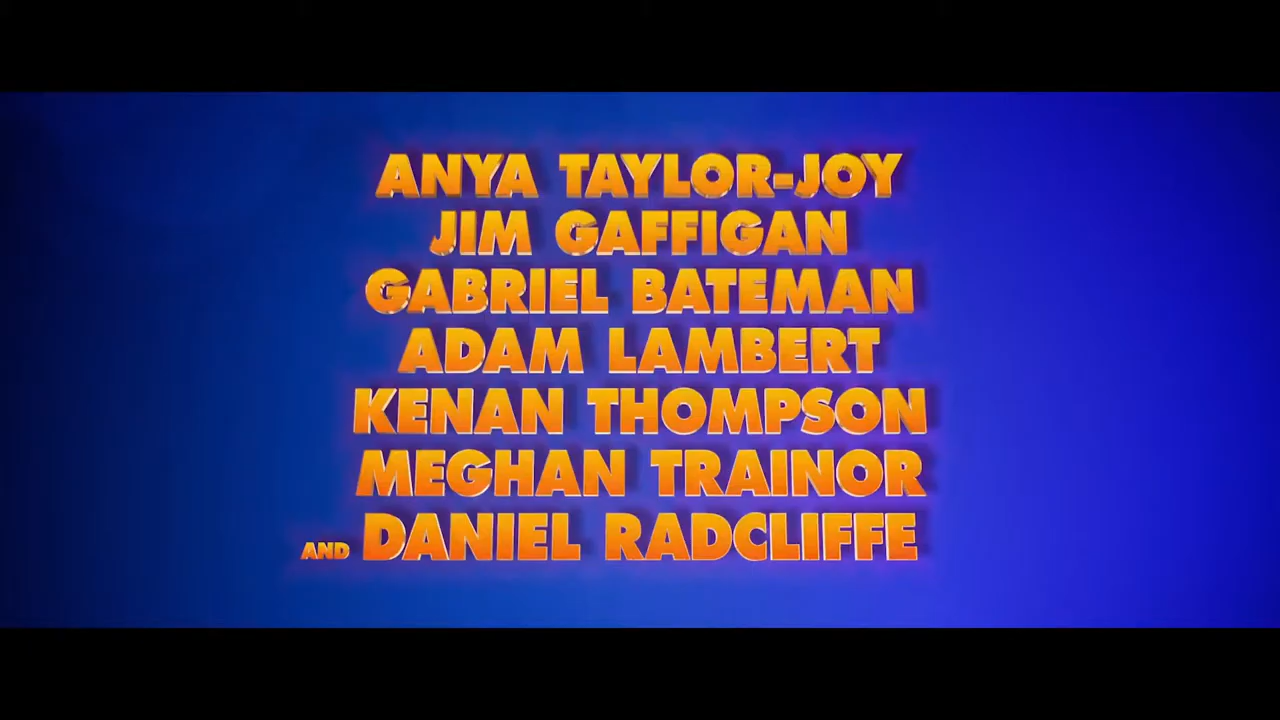 ANYA TAYLOR-JOY
JIM GAFFIGAN
GABRIEL BATEMAN
ADAM LAMBERT
KENAN THOMPSON
MEGHAN TRAINOR
AND DANIEL RADCLIFFE